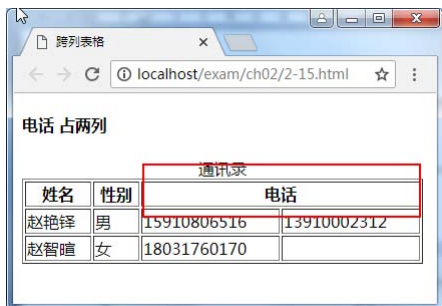 跨列表格
localhost/exam/ch02/2-15.html
电话 占两列
通讯录
姓名 性别 电话
赵艳铎 男 15910806516 13910002312
赵智暄 女 18031760170